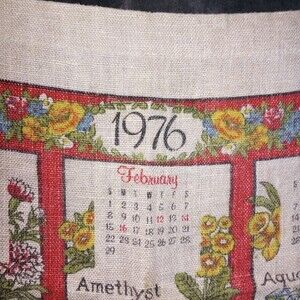 1976
February
S M T W T F S
1 2 3 4 5 6 7
8 9 10 11 12 13 14
15 16 17 18 19 20 21
22 23 24 25 26 27 28
29
Amethyst
Aqua